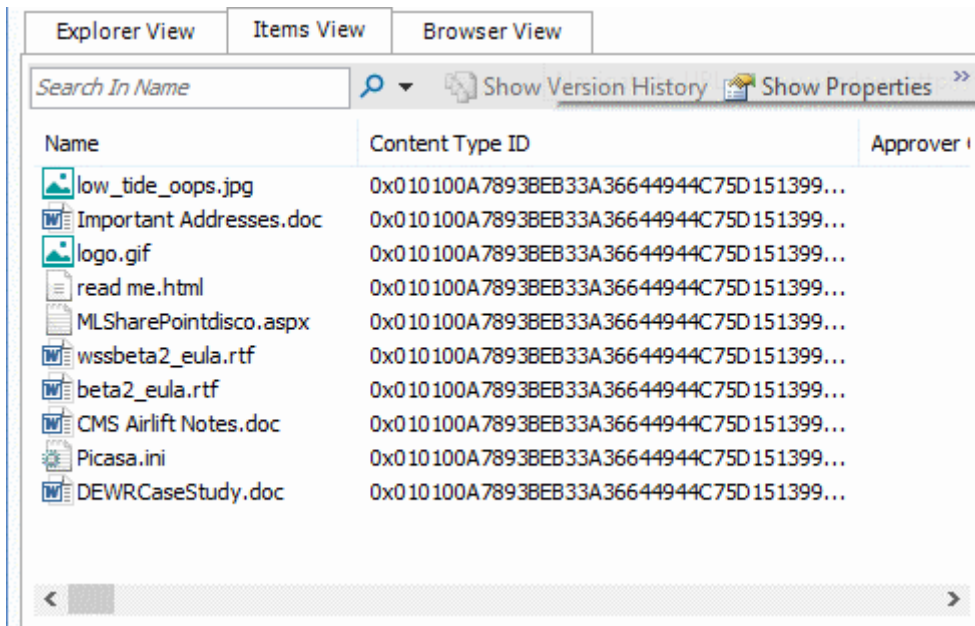 Explorer View Items View Browser View
Search In Name Show Version History Show Properties »
Name Content Type ID Approver
low_tide_oops.jpg 0x010100A7893BEB33A36644944C75D151399...
Important Addresses.doc 0x010100A7893BEB33A36644944C75D151399...
logo.gif 0x010100A7893BEB33A36644944C75D151399...
read me.html 0x010100A7893BEB33A36644944C75D151399...
MLSharePointdisco.aspx 0x010100A7893BEB33A36644944C75D151399...
wssbeta2_eula.rtf 0x010100A7893BEB33A36644944C75D151399...
beta2_eula.rtf 0x010100A7893BEB33A36644944C75D151399...
CMS Airlift Notes.doc 0x010100A7893BEB33A36644944C75D151399...
Picasa.ini 0x010100A7893BEB33A36644944C75D151399...
DEWRCaseStudy.doc 0x010100A7893BEB33A36644944C75D151399...